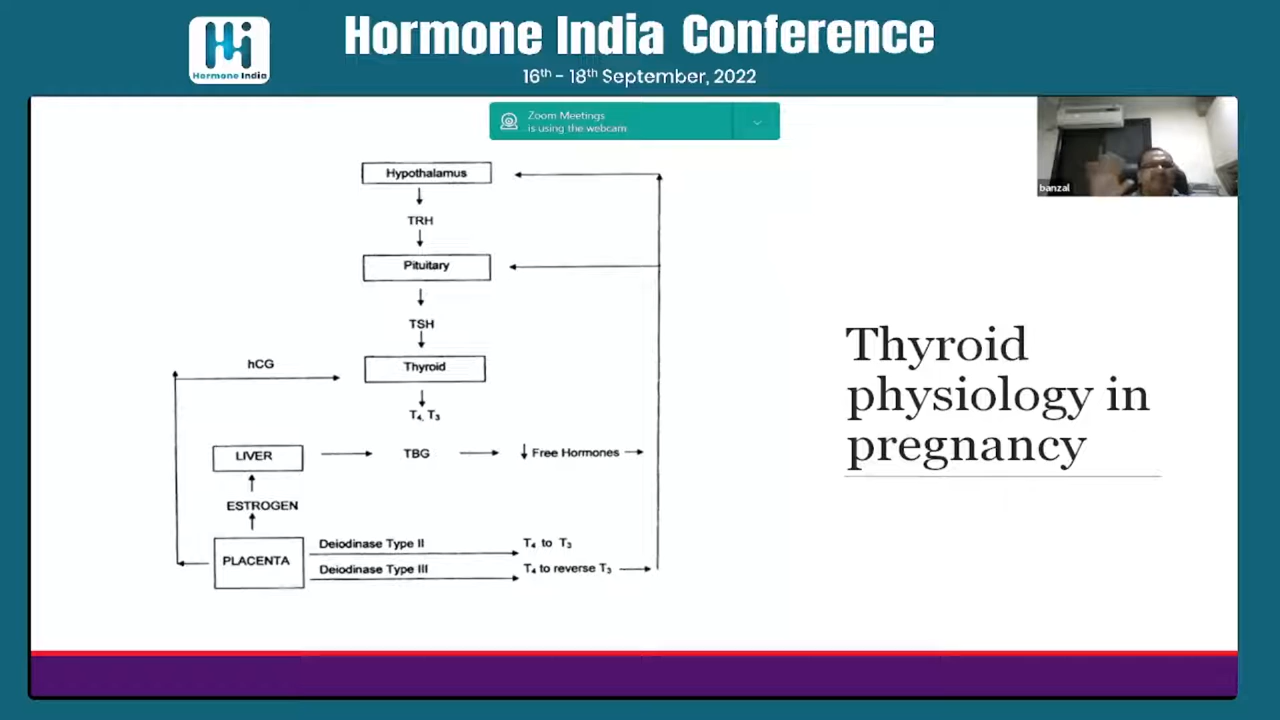 Hormone India Conference
Hormone India
16th - 18th September, 2022
Zoom Meetings
is using the webcam
banzal
Hypothalamus
TRH
Pituitary
TSH
hCG
Thyroid
T4, T3
LIVER
TBG
↓ Free Hormones
ESTROGEN
PLACENTA
Deiodinase Type II
T4 to T3
Deiodinase Type III
T4 to reverse T3
Thyroid
physiology in
pregnancy